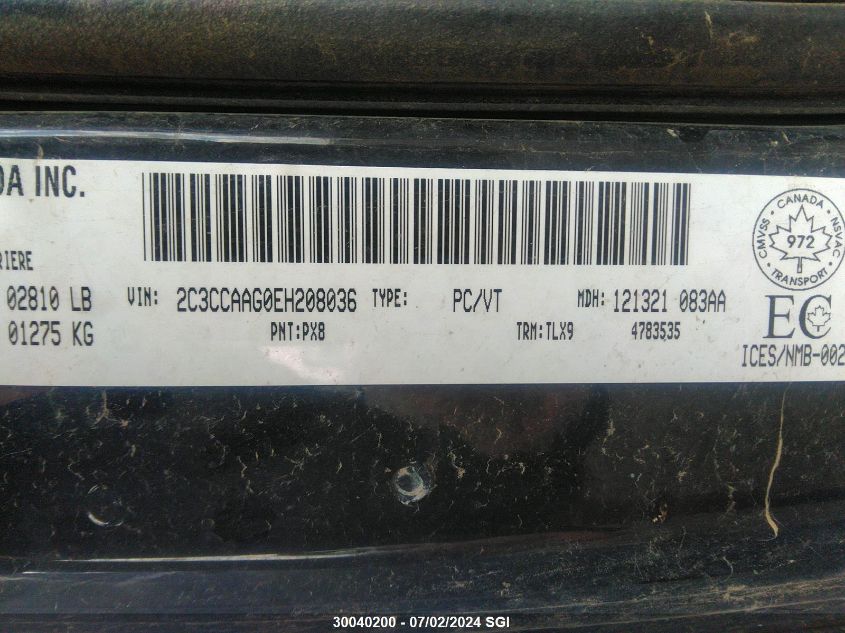 DA INC.
RIERE
02810 LB
01275 KG
VIN: 2C3CCAAG0EH208036 TYPE: PC/VT MDH: 121321 083AA
PNT:PX8 TRM:TLX9 4783535
CANADA
CMVSS
NSVAC
972
TRANSPORT
EC
ICES/NMB-002
30040200 - 07/02/2024 SGI